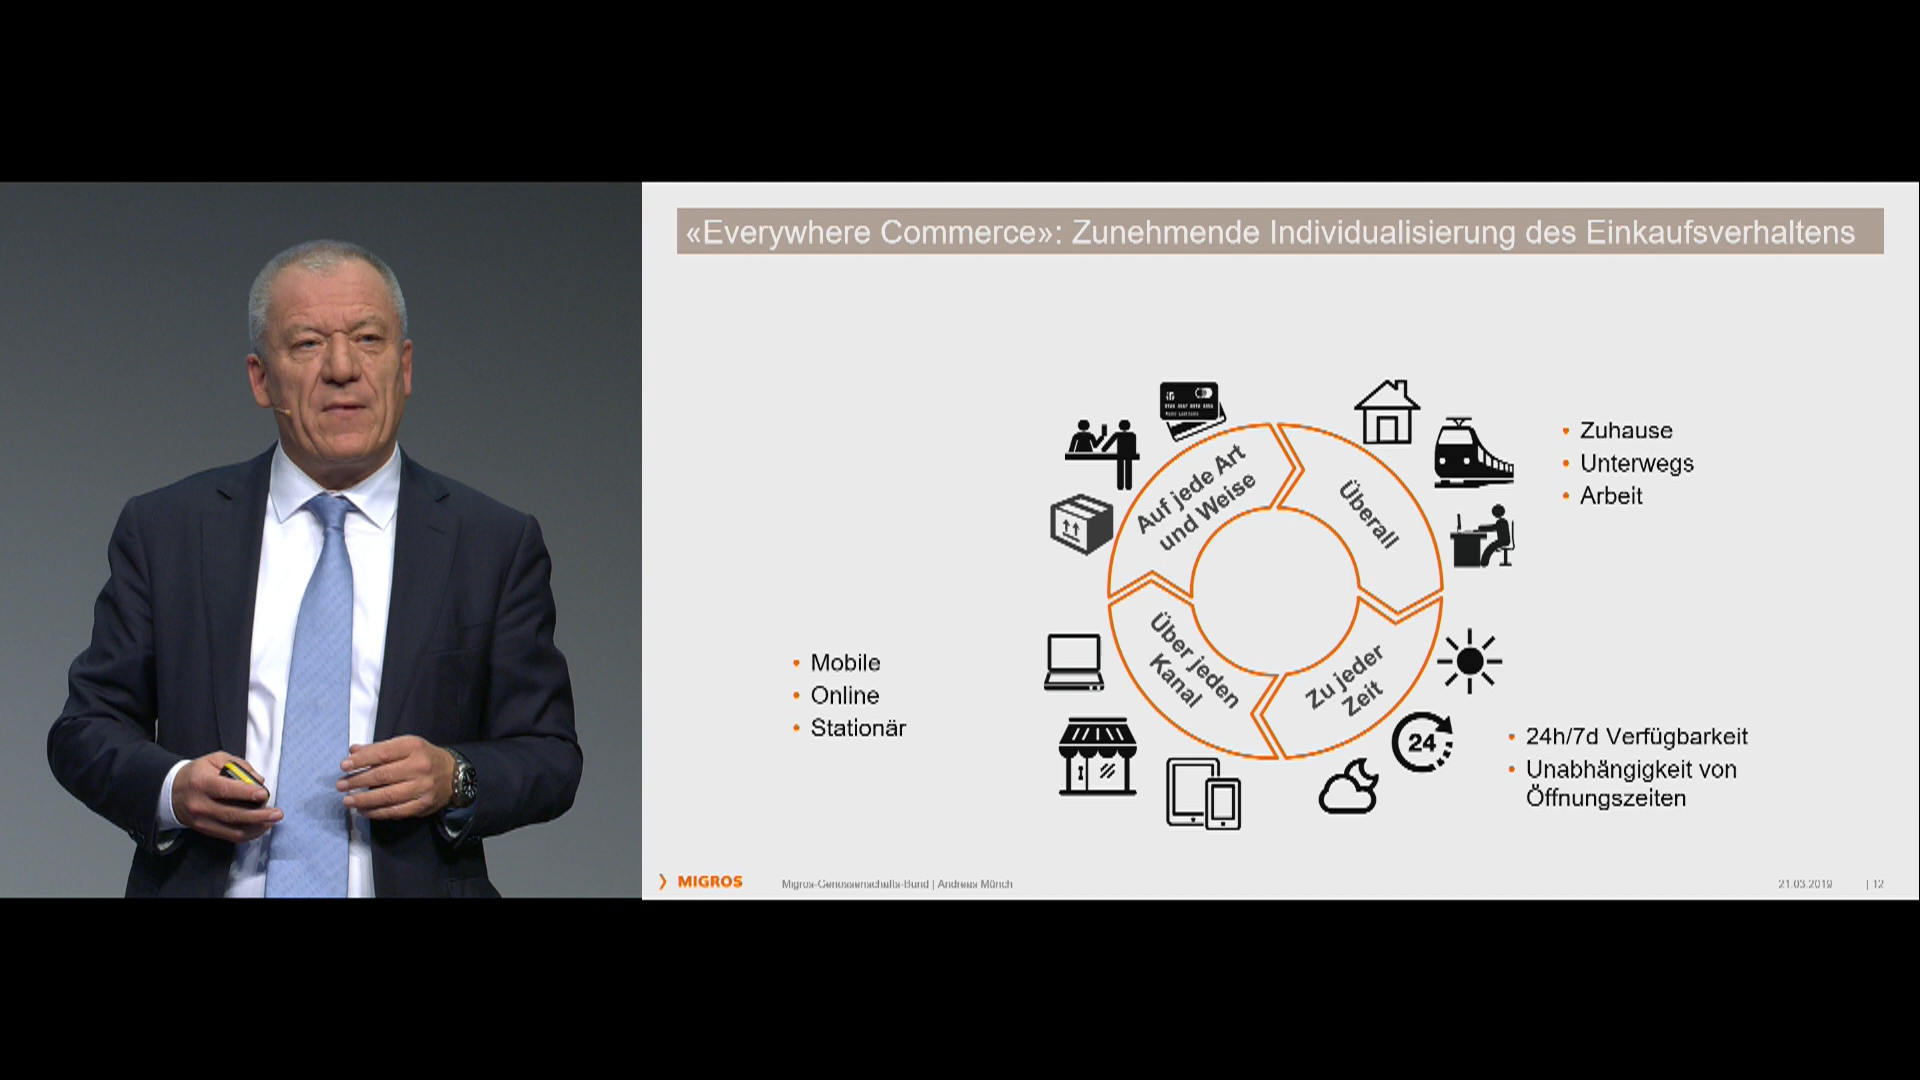 «Everywhere Commerce»: Zunehmende Individualisierung des Einkaufsverhaltens
Auf jede Art
und Weise
Überall
• Zuhause
• Unterwegs
• Arbeit
• Mobile
• Online
• Stationär
Über jeden
Kanal
Zu jeder
Zeit
24
• 24h/7d Verfügbarkeit
• Unabhängigkeit von
Öffnungszeiten
MIGROS
Migros-Genossenschafts-Bund | Andreas Münch
21.03.2019 | 12